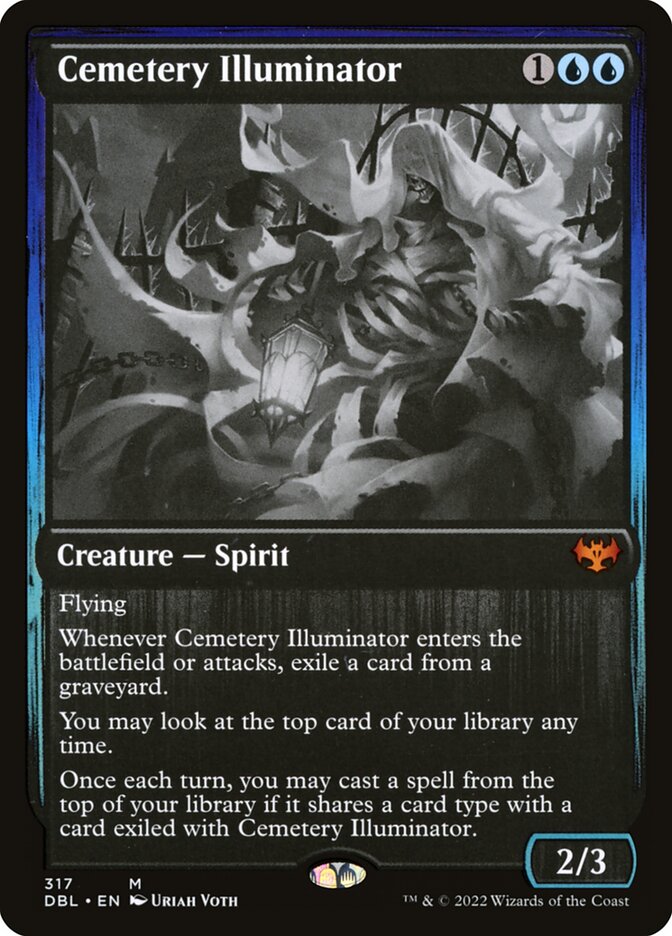 Cemetery Illuminator 1
Creature — Spirit
Flying
Whenever Cemetery Illuminator enters the
battlefield or attacks, exile a card from a
graveyard.
You may look at the top card of your library any
time.
Once each turn, you may cast a spell from the
top of your library if it shares a card type with a
card exiled with Cemetery Illuminator.
2/3
317 M
DBL • EN Uriah Voth ™ & © 2022 Wizards of the Coast